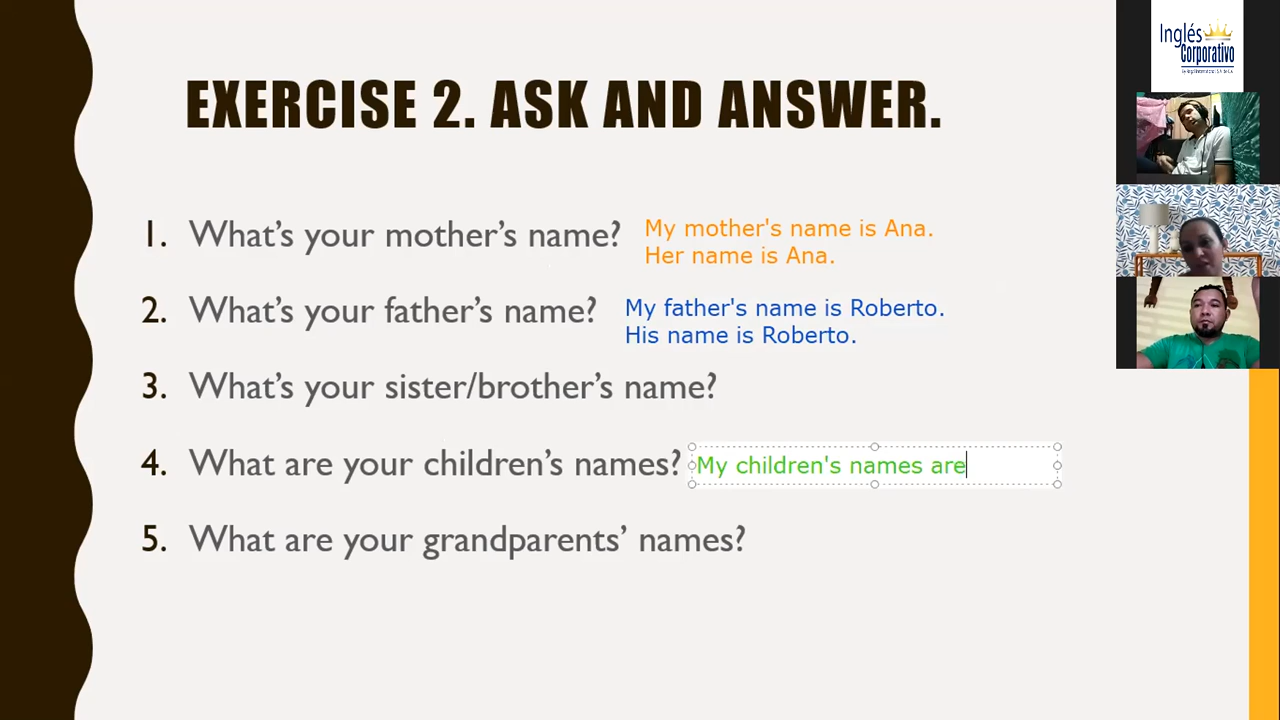 Inglés
Corporativo
EXERCISE 2. ASK AND ANSWER.
1. What's your mother's name? My mother's name is Ana.
Her name is Ana.
2. What's your father's name? My father's name is Roberto.
His name is Roberto.
3. What's your sister/brother's name?
4. What are your children's names? My children's names are
5. What are your grandparents' names?